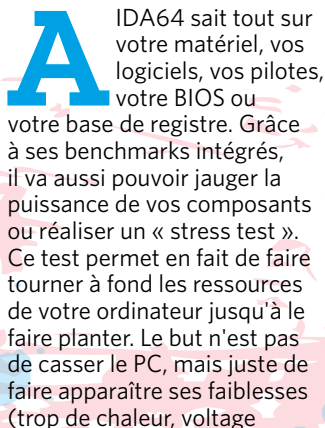 AIDA64 sait tout sur
votre matériel, vos
logiciels, vos pilotes,
votre BIOS ou
votre base de registre. Grâce
à ses benchmarks intégrés,
il va aussi pouvoir jauger la
puissance de vos composants
ou réaliser un « stress test ».
Ce test permet en fait de faire
tourner à fond les ressources
de votre ordinateur jusqu'à le
faire planter. Le but n'est pas
de casser le PC, mais juste de
faire apparaître ses faiblesses
(trop de chaleur, voltage